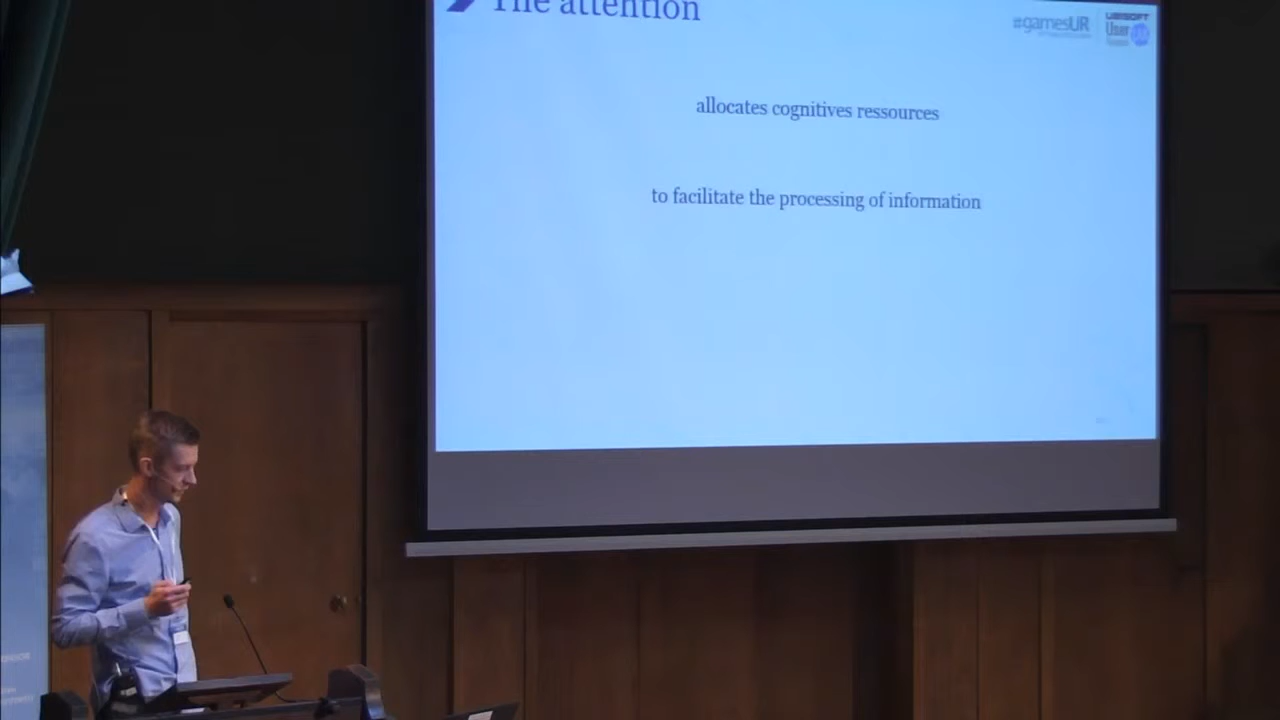 The attention
#gamesUR
UBISOFT
User
allocates cognitives ressources
to facilitate the processing of information